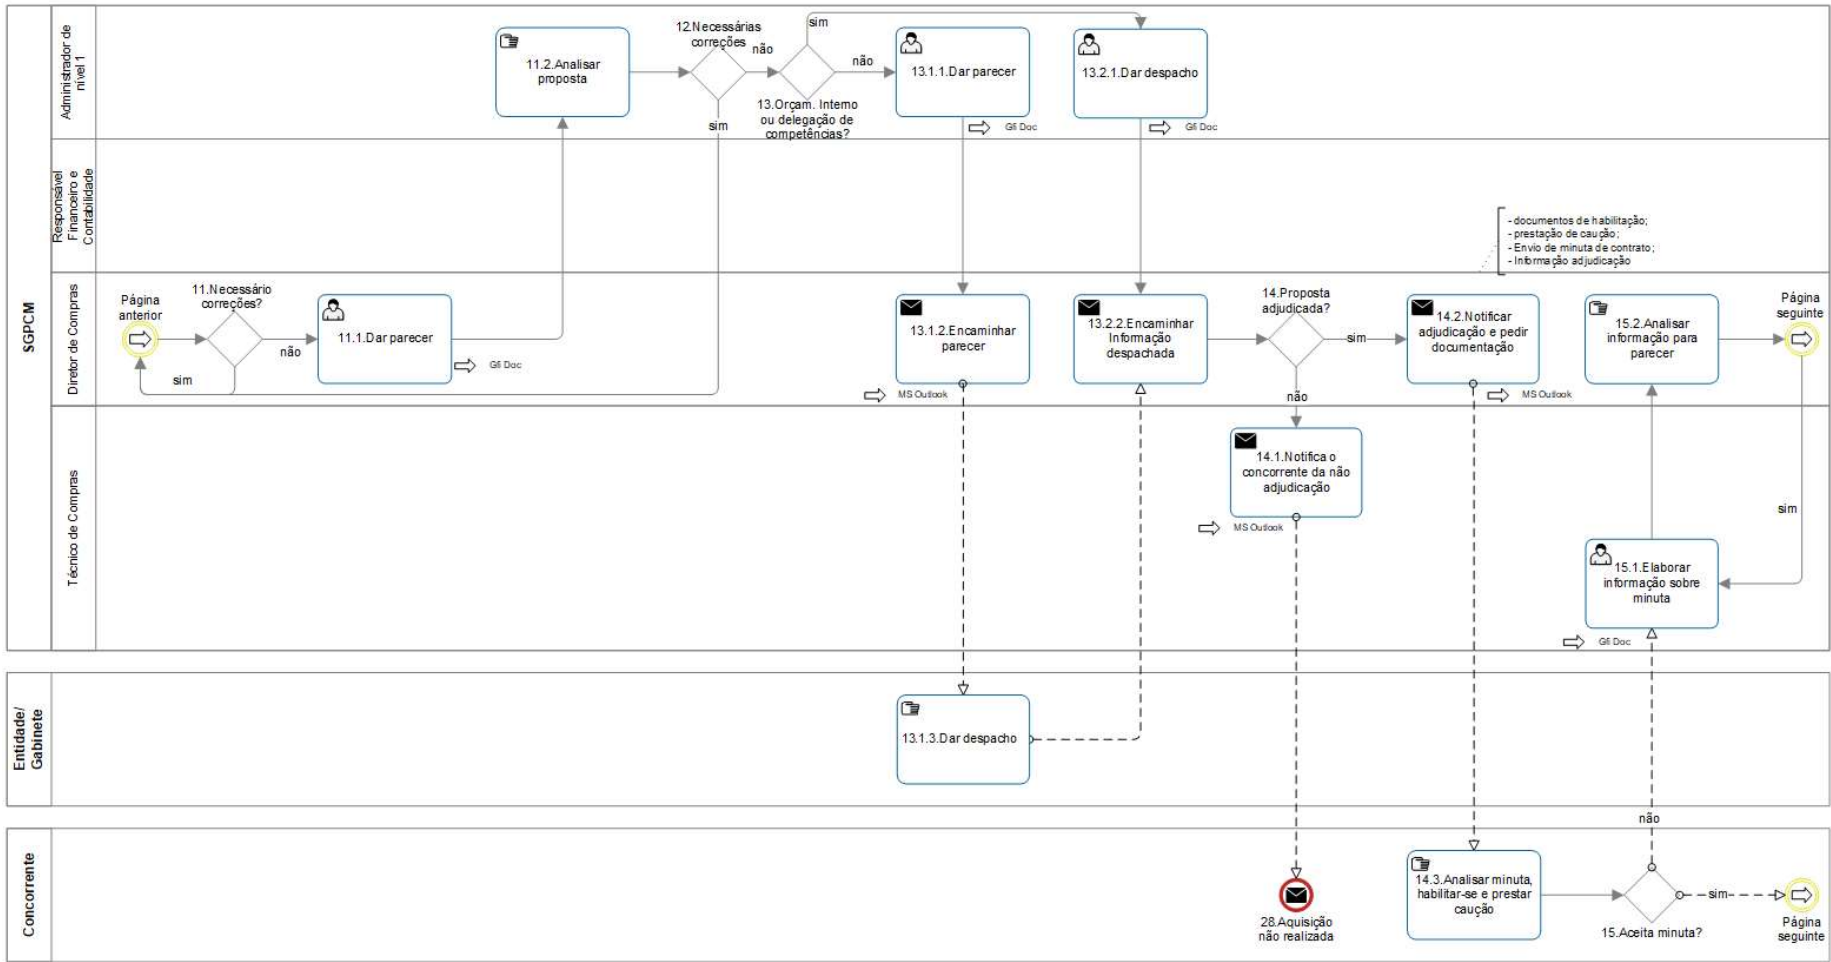 SGPCM
Administrador de
nível 1
11.2.Analisar
proposta
12.Necessárias
correções
não
sim
sim
13.Orçam. Interno
ou delegação de
competências?
não
13.1.1.Dar parecer
Gfi Doc
13.2.1.Dar despacho
Gfi Doc
Responsável
Financeiro e
Contabilidade
- documentos de habilitação;
- prestação de caução;
- Envio de minuta de contrato;
- Informação adjudicação
Diretor de Compras
Página
anterior
11.Necessário
correções?
sim
não
11.1.Dar parecer
Gfi Doc
13.1.2.Encaminhar
parecer
MS Outlook
13.2.2.Encaminhar
Informação
despachada
14.Proposta
adjudicada?
sim
não
14.2.Notificar
adjudicação e pedir
documentação
MS Outlook
15.2.Analisar
informação para
parecer
Página
seguinte
sim
Técnico de Compras
14.1.Notifica o
concorrente da não
adjudicação
MS Outlook
15.1.Elaborar
informação sobre
minuta
Gfi Doc
Entidade/
Gabinete
13.1.3.Dar despacho
Concorrente
28.Aquisição
não realizada
14.3.Analisar minuta,
habilitar-se e prestar
caução
não
15.Aceita minuta?
sim
Página
seguinte